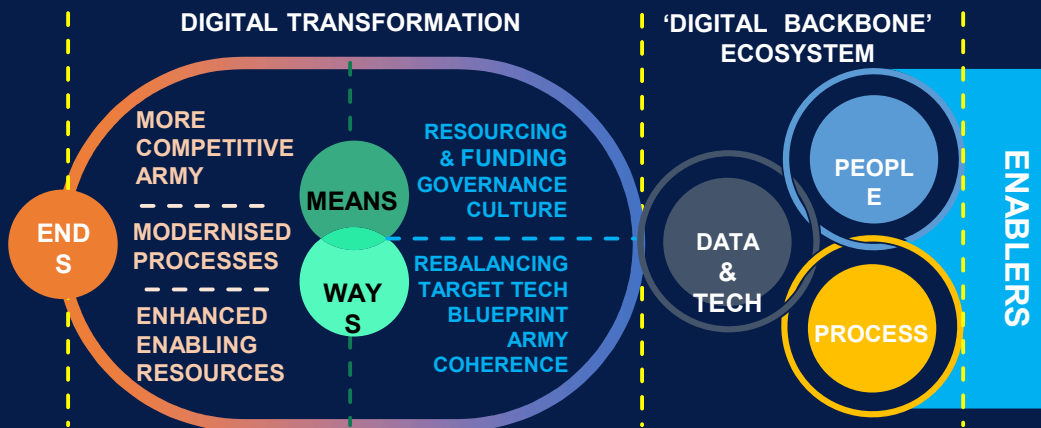 DIGITAL TRANSFORMATION
‘DIGITAL BACKBONE’
ECOSYSTEM
END
S
MORE
COMPETITIVE
ARMY
MODERNISED
PROCESSES
ENHANCED
ENABLING
RESOURCES
MEANS
WAY
S
RESOURCING
& FUNDING
GOVERNANCE
CULTURE
REBALANCING
TARGET TECH
BLUEPRINT
ARMY
COHERENCE
DATA
&
TECH
PEOPL
E
PROCESS
ENABLERS